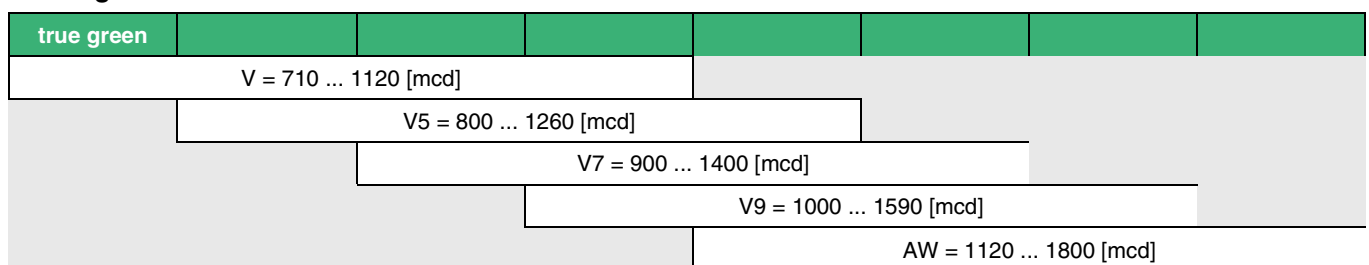 true green
V = 710 ... 1120 [mcd]
V5 = 800 ... 1260 [mcd]
V7 = 900 ... 1400 [mcd]
V9 = 1000 ... 1590 [mcd]
AW = 1120 ... 1800 [mcd]